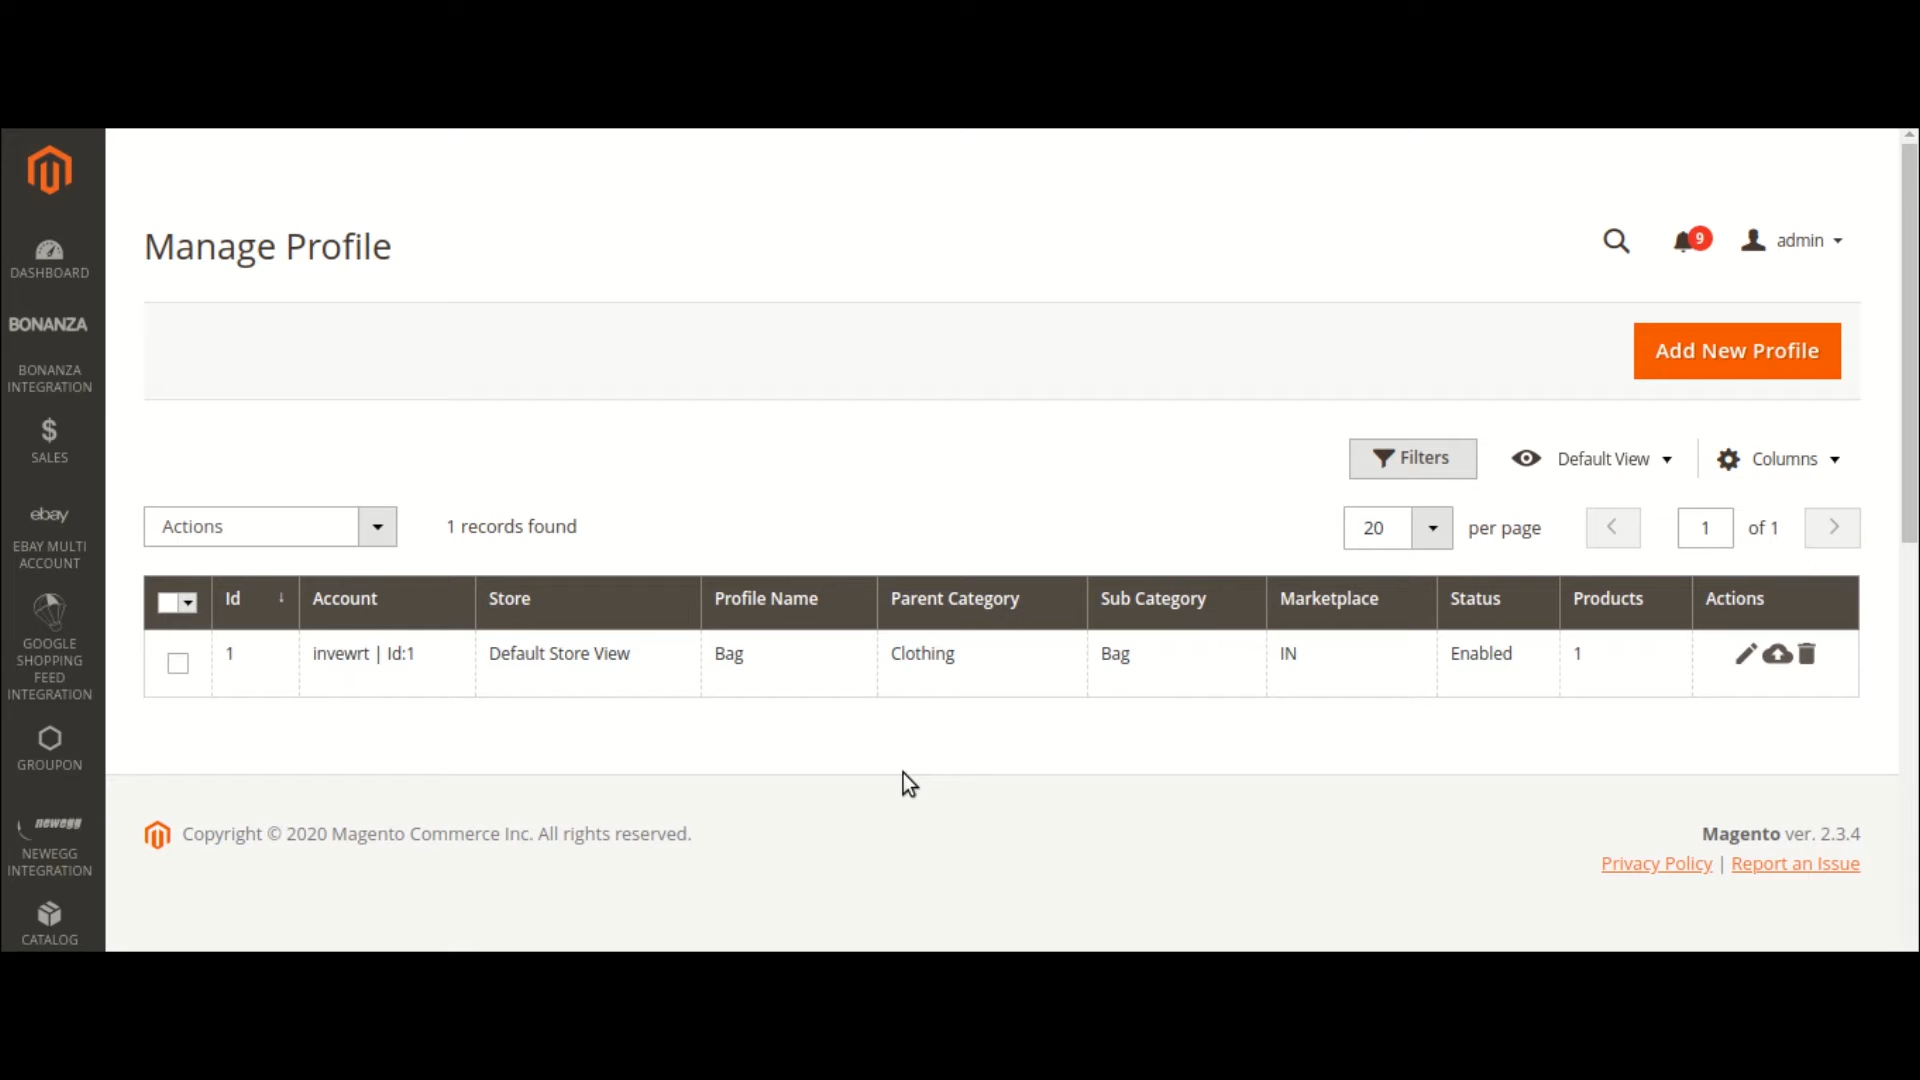 Manage Profile
9
admin
DASHBOARD
BONANZA
BONANZA
INTEGRATION
$
SALES
ebay
EBAY MULTI
ACCOUNT
GOOGLE
SHOPPING
FEED
INTEGRATION
GROUPON
newegg
NEWEGG
INTEGRATION
CATALOG
Add New Profile
Filters Default View Columns
Actions 1 records found 20 per page 1 of 1
Id ↓ Account Store Profile Name Parent Category Sub Category Marketplace Status Products Actions
1 invewrt | Id:1 Default Store View Bag Clothing Bag IN Enabled 1
Copyright © 2020 Magento Commerce Inc. All rights reserved.
Magento ver. 2.3.4
Privacy Policy | Report an Issue